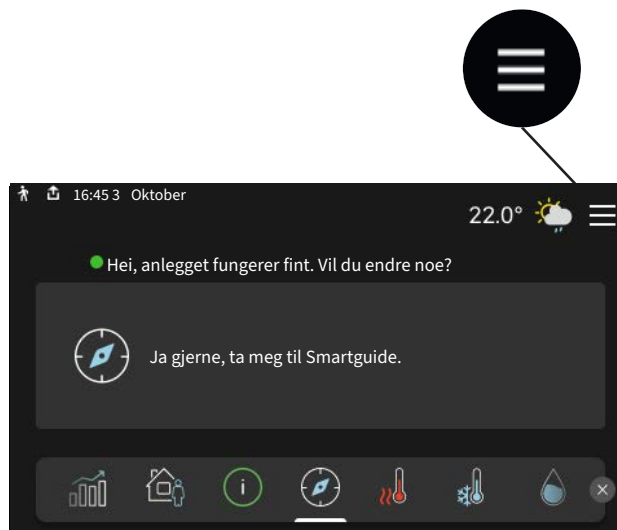 16:45 3 Oktober
22.0°
Hei, anlegget fungerer fint. Vil du endre noe?
Ja gjerne, ta meg til Smartguide.
i